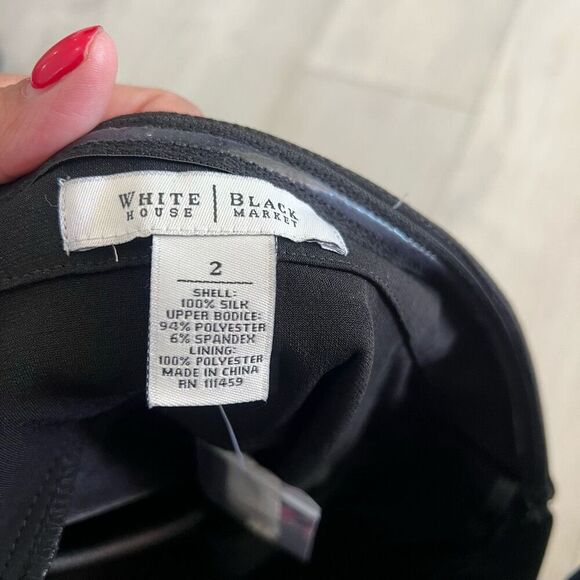 WHITE | BLACK
HOUSE | MARKET
2
SHELL:
100% SILK
UPPER BODICE:
94% POLYESTER
6% SPANDEX
LINING:
100% POLYESTER
MADE IN CHINA
RN 111459